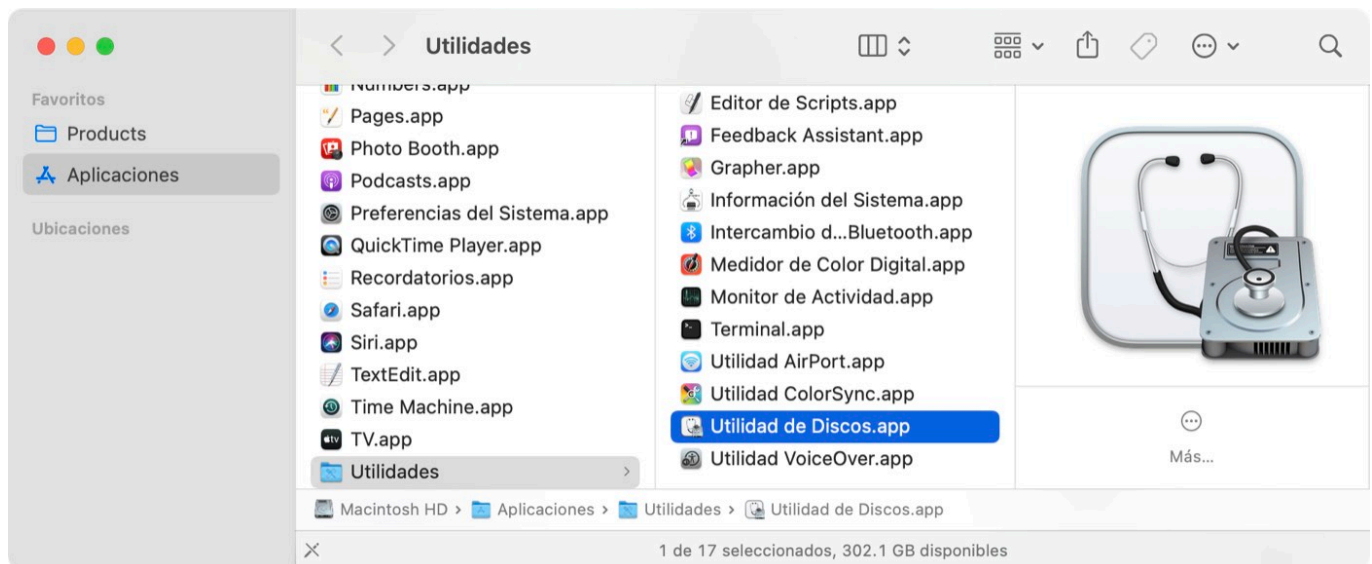 Utilidades
Favoritos
Products
Aplicaciones
Ubicaciones
Numbers.app
Pages.app
Photo Booth.app
Podcasts.app
Preferencias del Sistema.app
QuickTime Player.app
Recordatorios.app
Safari.app
Siri.app
TextEdit.app
Time Machine.app
TV.app
Utilidades
Editor de Scripts.app
Feedback Assistant.app
Grapher.app
Información del Sistema.app
Intercambio d...Bluetooth.app
Medidor de Color Digital.app
Monitor de Actividad.app
Terminal.app
Utilidad AirPort.app
Utilidad ColorSync.app
Utilidad de Discos.app
Utilidad VoiceOver.app
Más...
Macintosh HD › Aplicaciones › Utilidades › Utilidad de Discos.app
1 de 17 seleccionados, 302.1 GB disponibles